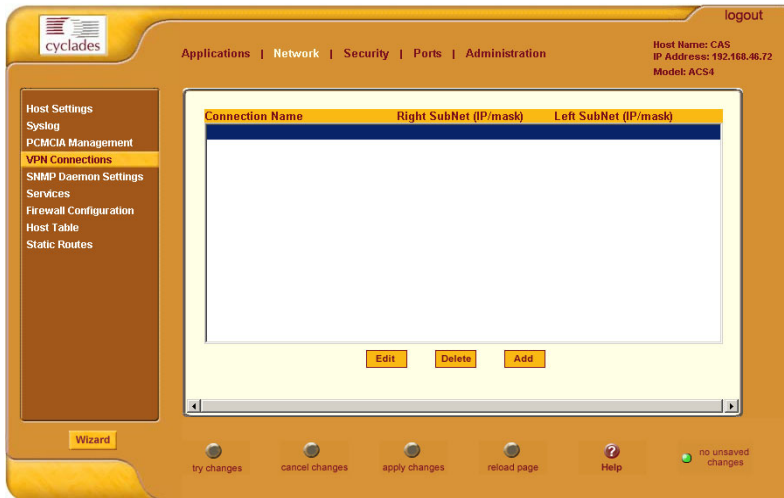 logout
cyclades
Applications | Network | Security | Ports | Administration
Host Name: CAS
IP Address: 192.168.46.72
Model: ACS4
Host Settings
Syslog
PCMCIA Management
VPN Connections
SNMP Daemon Settings
Services
Firewall Configuration
Host Table
Static Routes
Connection Name Right SubNet (IP/mask) Left SubNet (IP/mask)
Edit Delete Add
Wizard
try changes cancel changes apply changes reload page Help no unsaved
changes